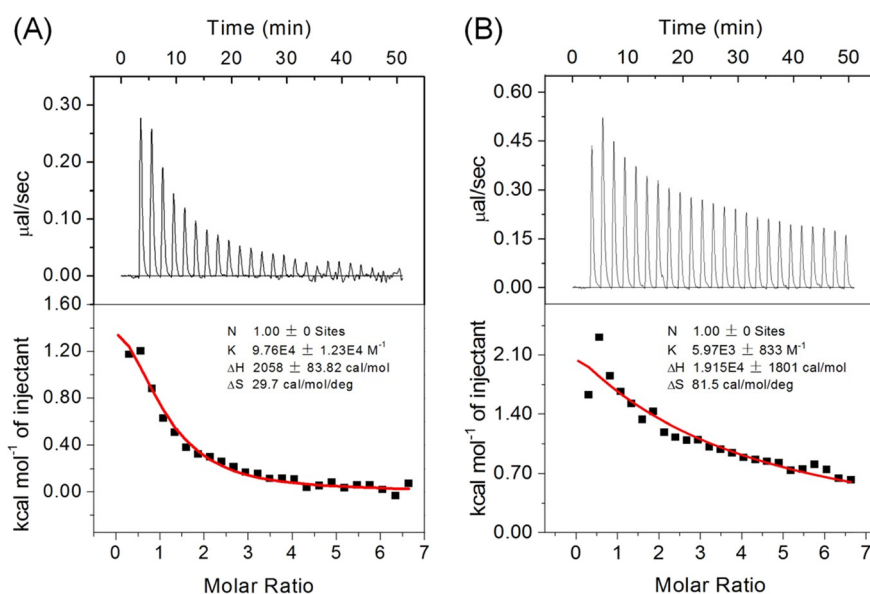 (A)
Time (min)
0 10 20 30 40 50
0.30
0.20
0.10
0.00
μal/sec
1.60
1.20
0.80
0.40
0.00
kcal mol⁻¹ of injectant
N 1.00 ± 0 Sites
K 9.76E4 ± 1.23E4 M⁻¹
ΔH 2058 ± 83.82 cal/mol
ΔS 29.7 cal/mol/deg
0 1 2 3 4 5 6 7
Molar Ratio
(B)
Time (min)
0 10 20 30 40 50
0.60
0.45
0.30
0.15
0.00
μal/sec
2.10
1.40
0.70
0.00
kcal mol⁻¹ of injectant
N 1.00 ± 0 Sites
K 5.97E3 ± 833 M⁻¹
ΔH 1.915E4 ± 1801 cal/mol
ΔS 81.5 cal/mol/deg
0 1 2 3 4 5 6 7
Molar Ratio